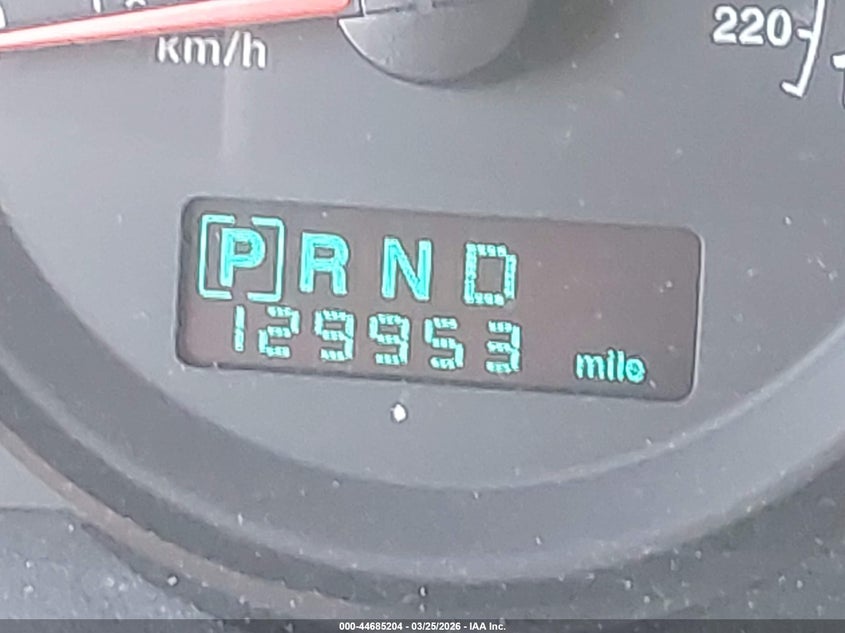 km/h
220
[P] R N D
129953 mile
000-44685204 - 03/25/2026 - IAA Inc.